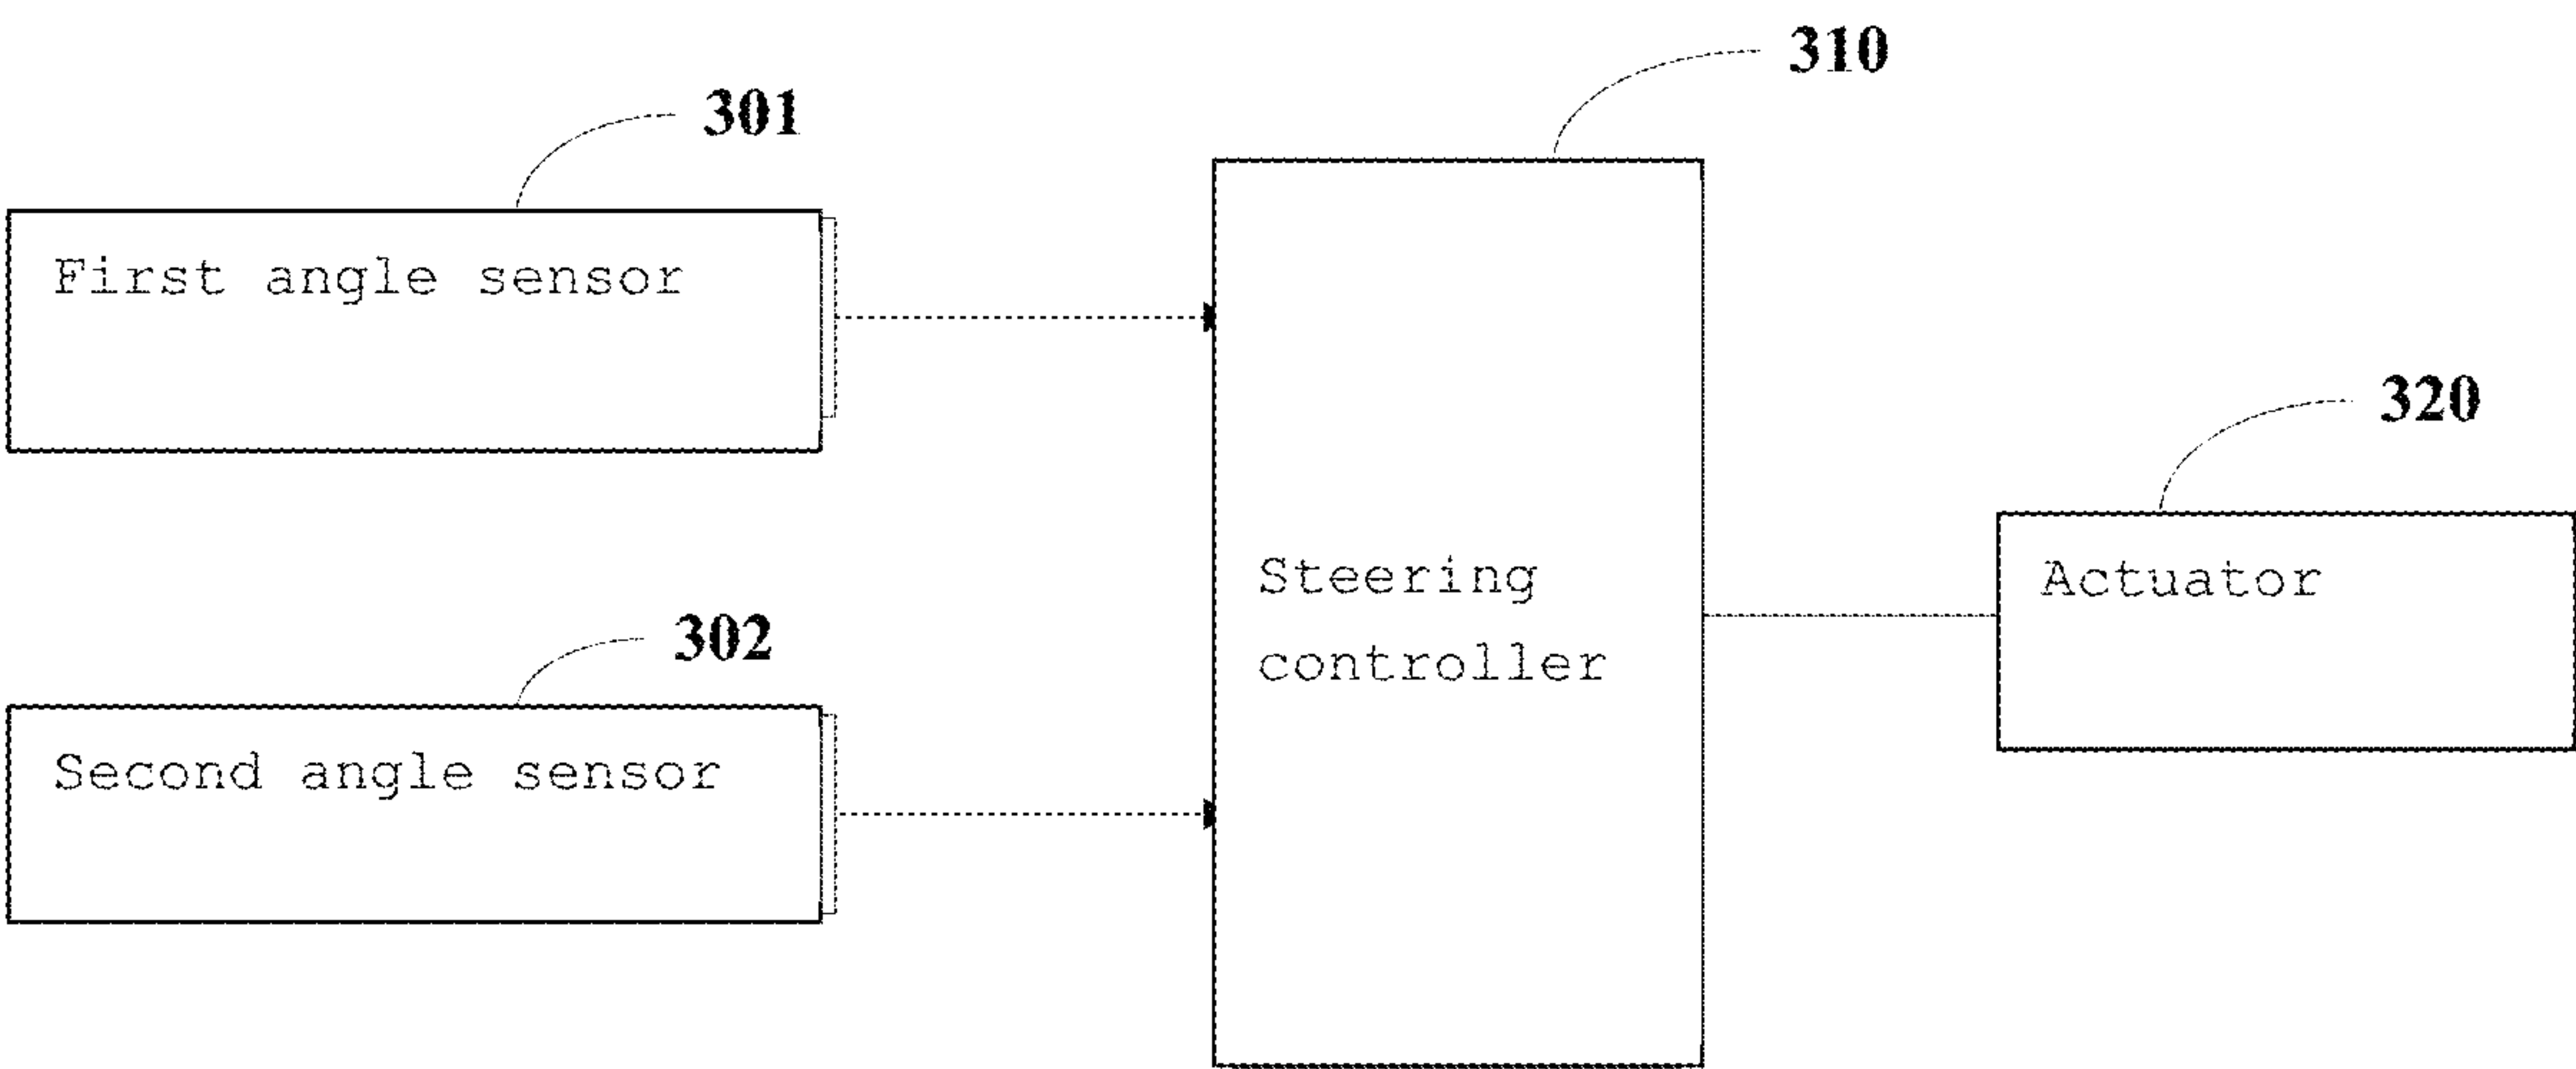 310
301
First angle sensor
320
Steering
controller
Actuator
302
Second angle sensor